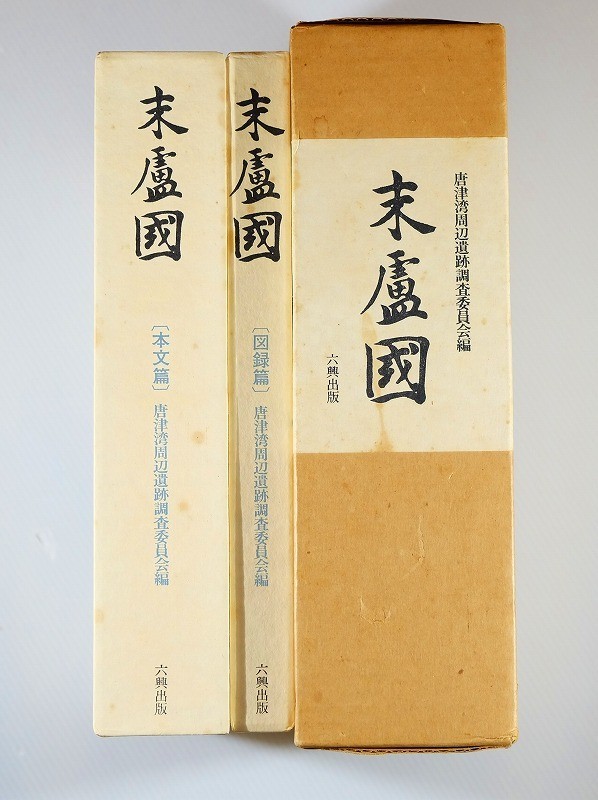 末盧國
〔本文篇〕
唐津湾周辺遺跡調査委員会編
六興出版
末盧國
〔図録篇〕
唐津湾周辺遺跡調査委員会編
六興出版
唐津湾周辺遺跡調査委員会編
末盧國
六興出版